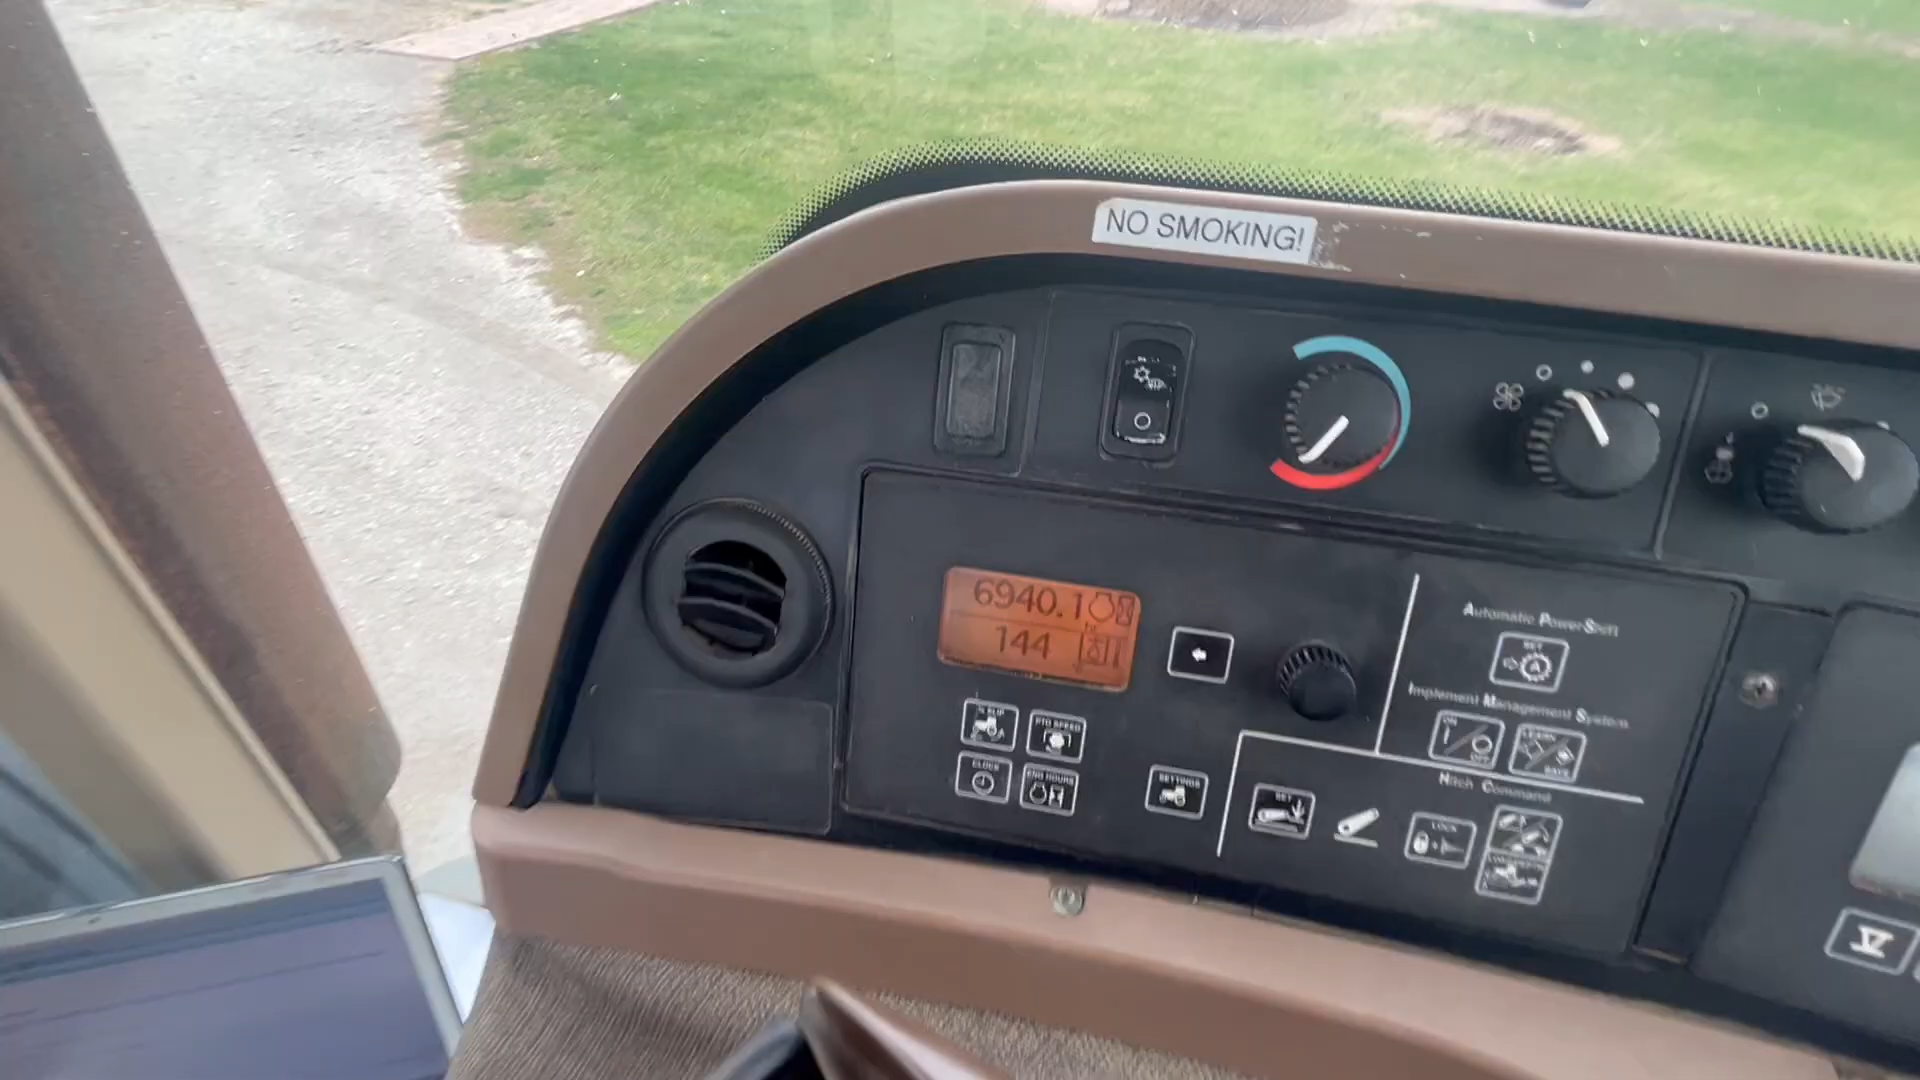 NO SMOKING!
6940.1
144
Automatic PowerShift
SET
A
% SLIP
PTO SPEED
Implement Management System
ON
OFF
LEARN
SAVE
CLOCK
ENG HOURS
SETTINGS
Hitch Command
SET
LOCK